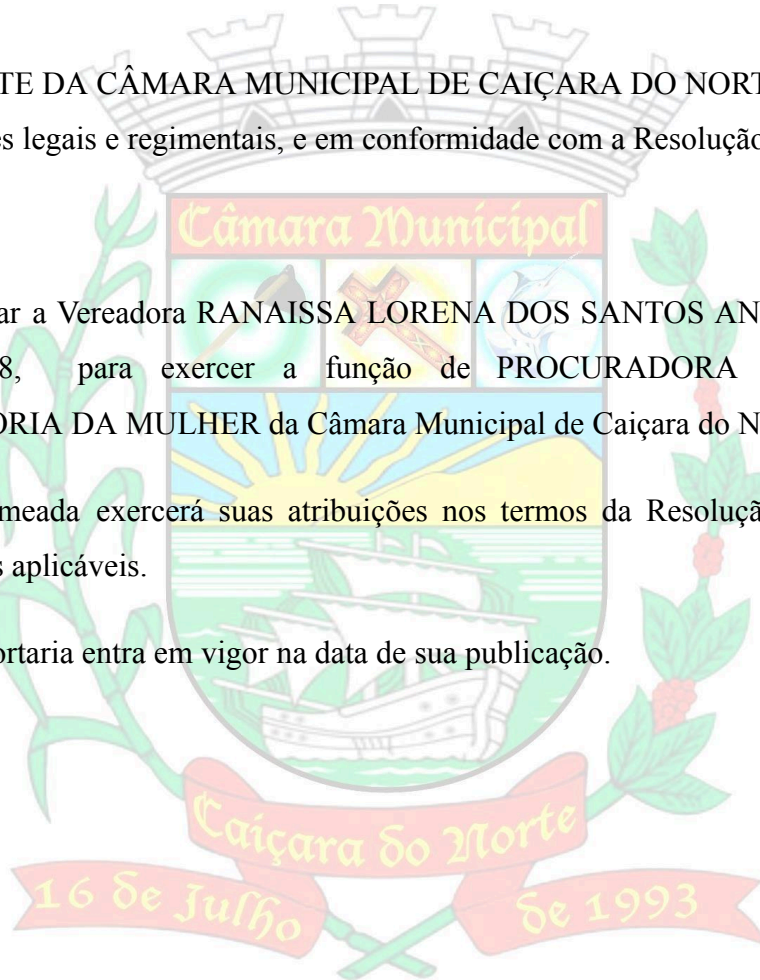 TE DA CÂMARA MUNICIPAL DE CAIÇARA DO NORT
es legais e regimentais, e em conformidade com a Resolução
Câmara Municipal
ar a Vereadora RANAISSA LORENA DOS SANTOS AN
8, para exercer a função de PROCURADORA
ORIA DA MULHER da Câmara Municipal de Caiçara do N
meada exercerá suas atribuições nos termos da Resoluçã
s aplicáveis.
ortaria entra em vigor na data de sua publicação.
Caiçara do Norte
16 de Julho de 1993